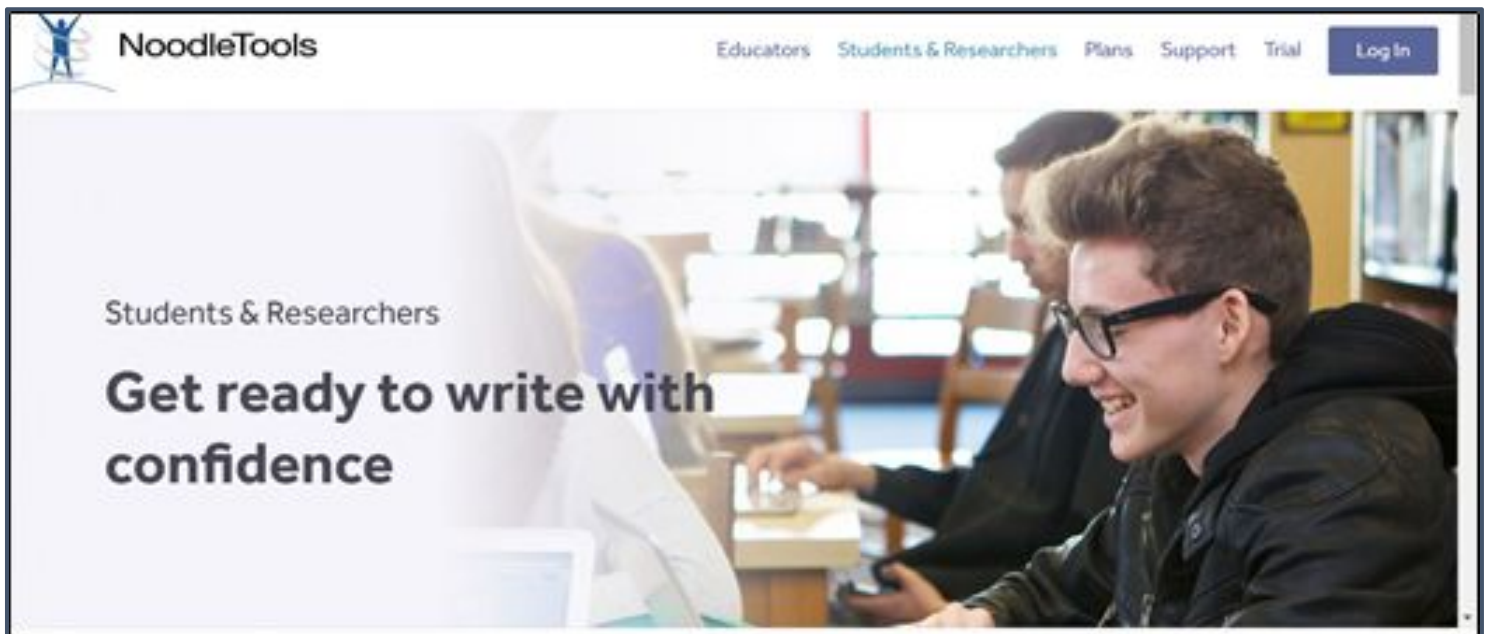 NoodleTools
Educators Students & Researchers Plans Support Trial Log In
Students & Researchers
Get ready to write with
confidence